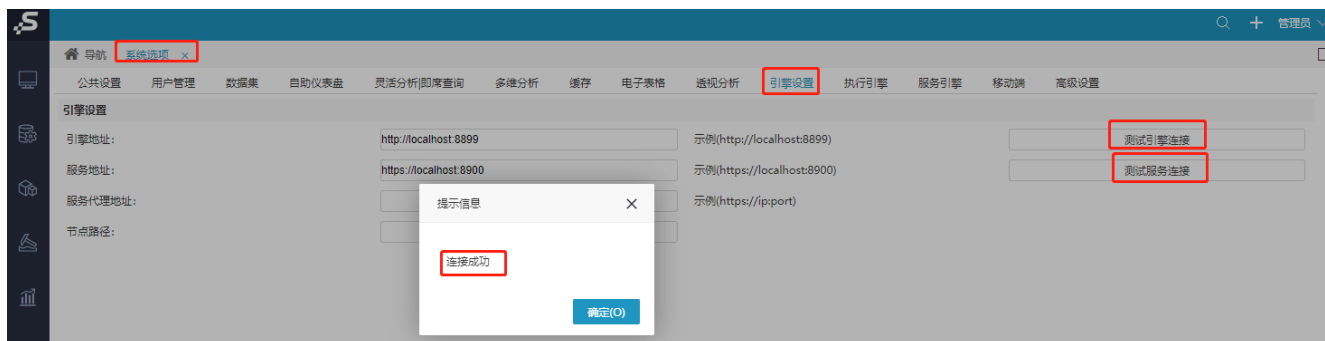 S
管理员
导航 系统选项 ×
公共设置 用户管理 数据集 自助仪表盘 灵活分析|即席查询 多维分析 缓存 电子表格 透视分析 引擎设置 执行引擎 服务引擎 移动端 高级设置
引擎设置
引擎地址: http://localhost:8899 示例(http://localhost:8899) 测试引擎连接
服务地址: https://localhost:8900 示例(https://localhost:8900) 测试服务连接
服务代理地址: 示例(https://ip:port)
节点路径:
提示信息
连接成功
确定(O)